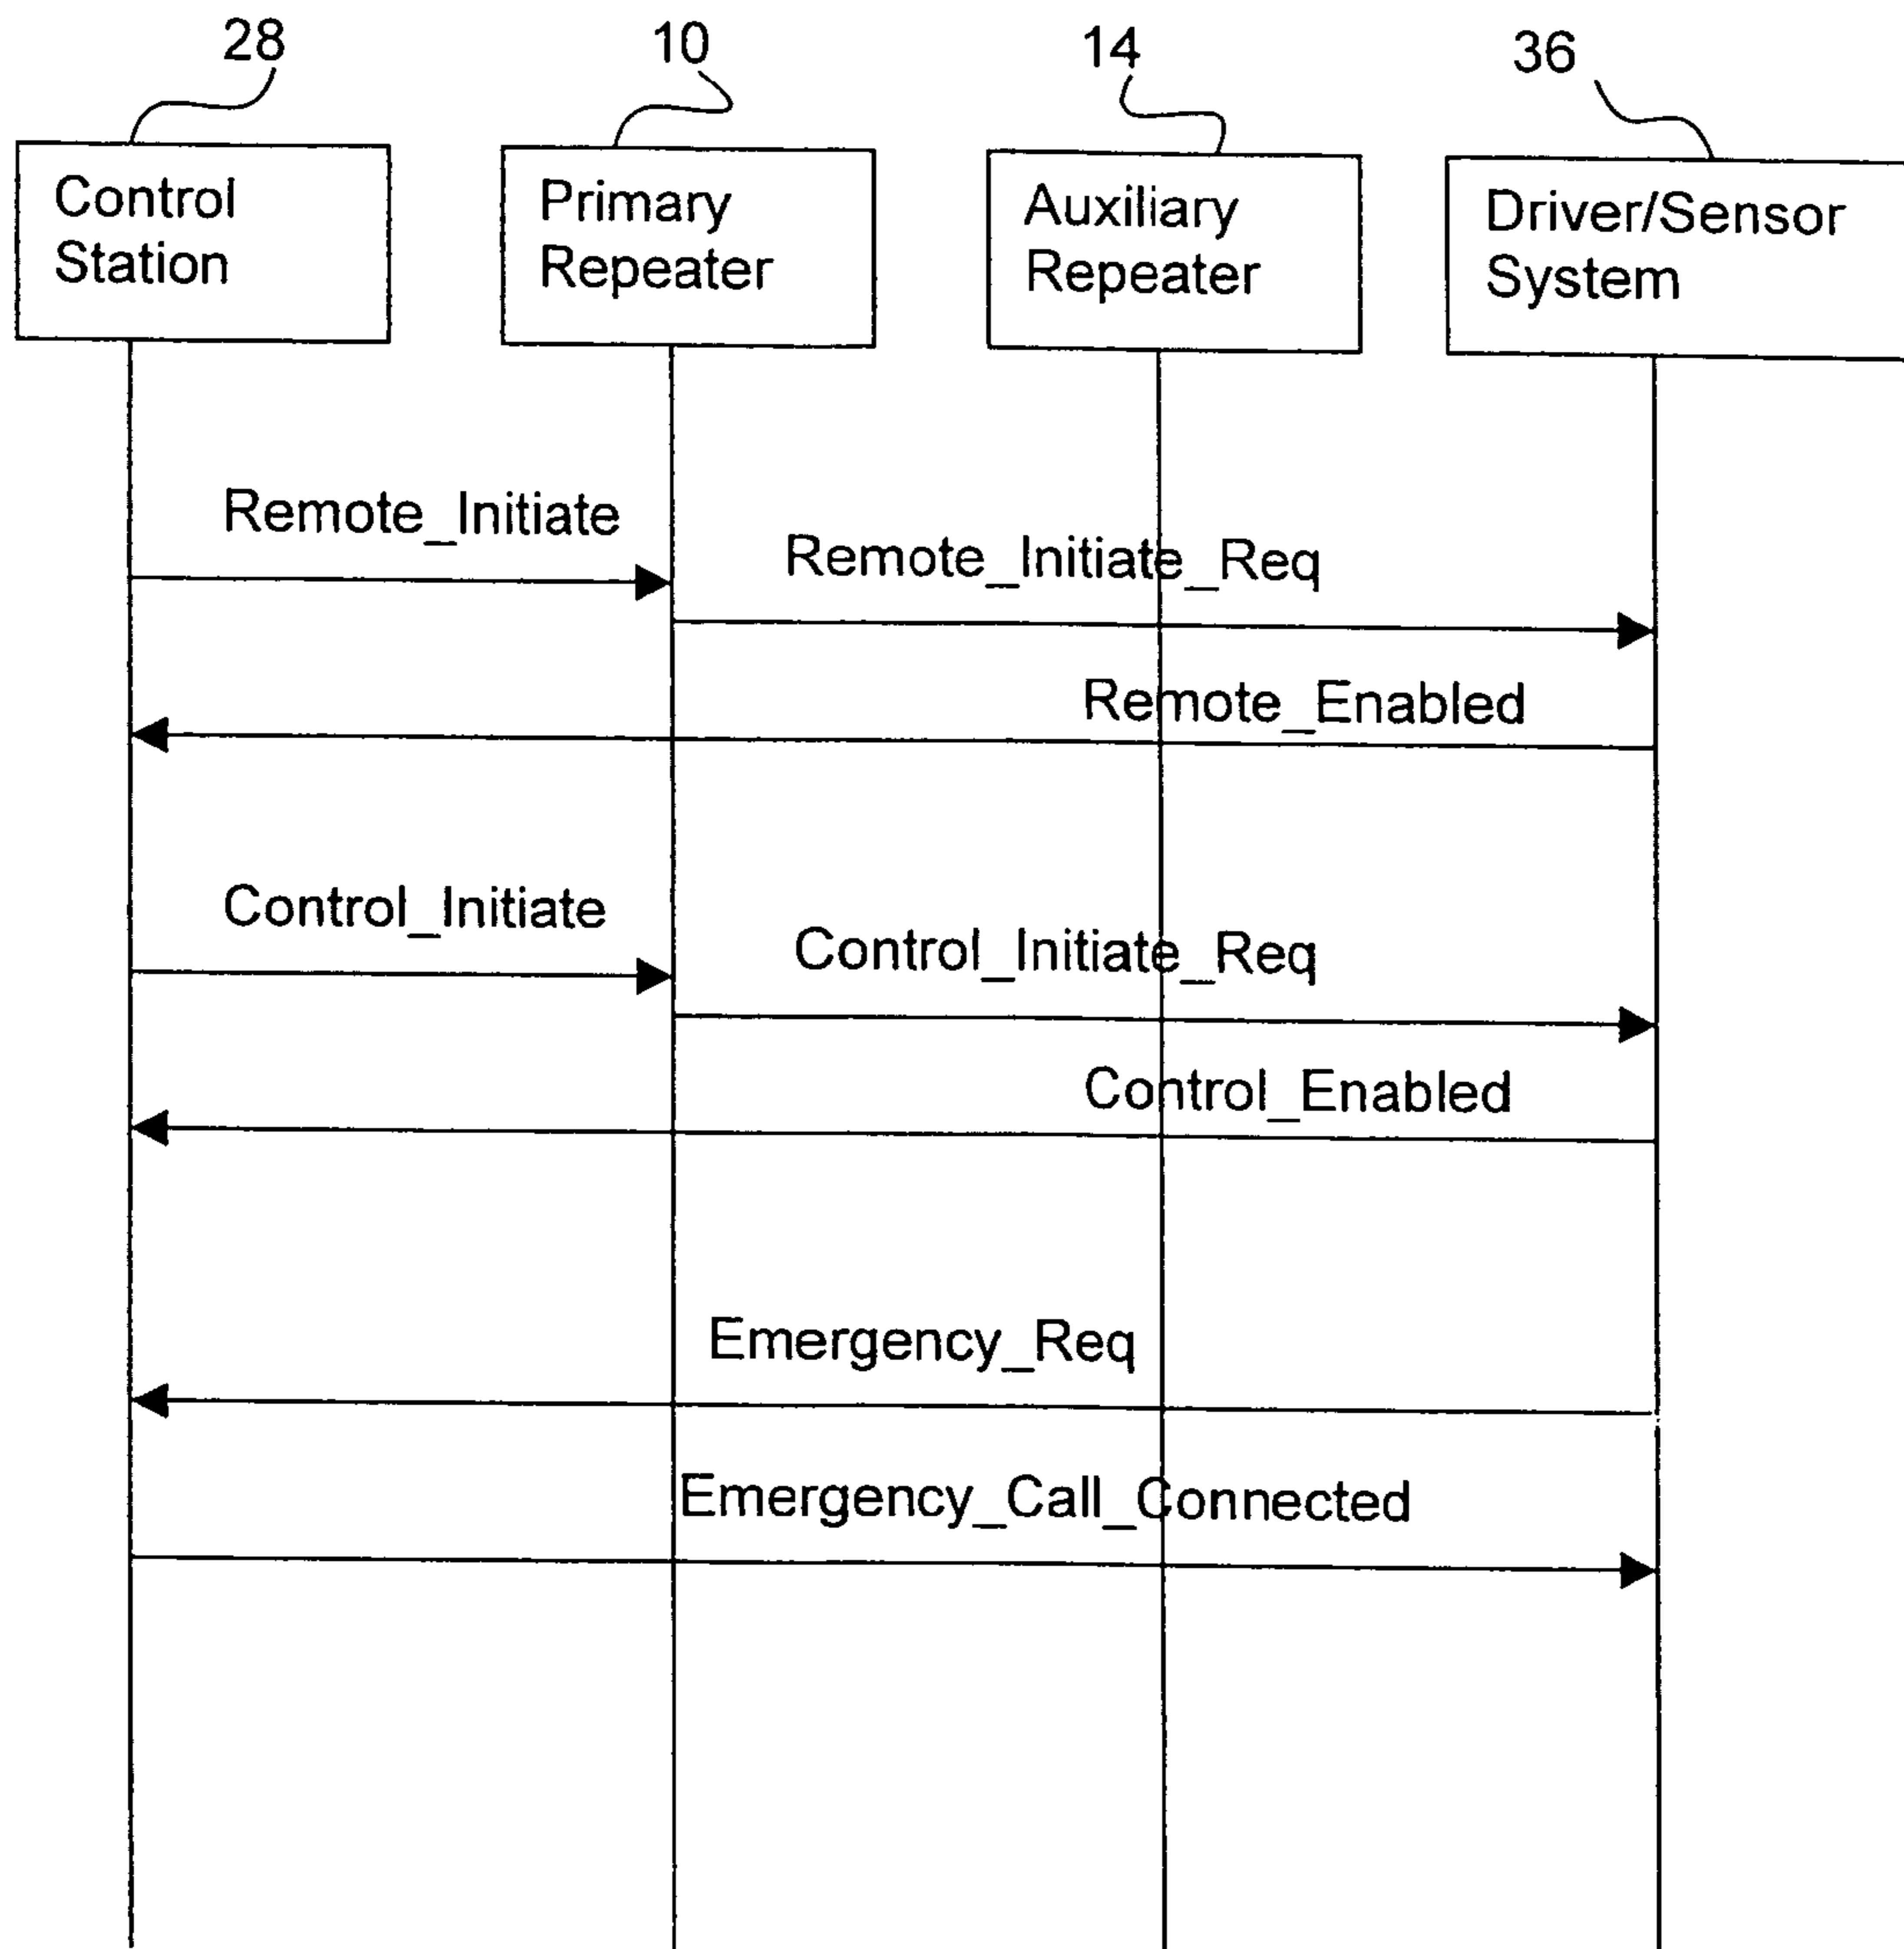 28
10
14
36
Control
Station
Primary
Repeater
Auxiliary
Repeater
Driver/Sensor
System
Remote_Initiate
Remote_Initiate_Req
Remote_Enabled
Control_Initiate
Control_Initiate_Req
Control_Enabled
Emergency_Req
Emergency_Call_Connected